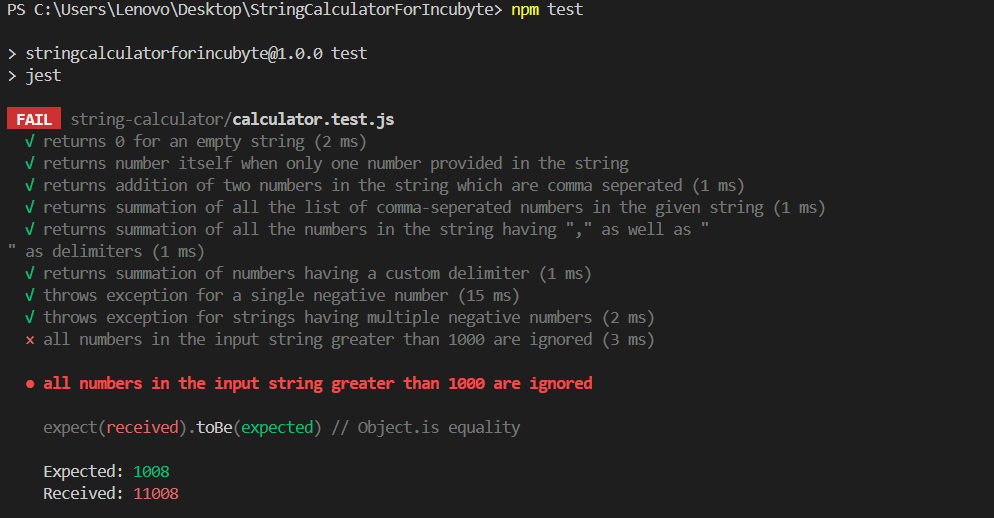 PS C:\Users\Lenovo\Desktop\StringCalculatorForIncubyte> npm test
> stringcalculatorforincubyte@1.0.0 test
> jest
FAIL string-calculator/calculator.test.js
√ returns 0 for an empty string (2 ms)
√ returns number itself when only one number provided in the string
√ returns addition of two numbers in the string which are comma seperated (1 ms)
√ returns summation of all the list of comma-seperated numbers in the given string (1 ms)
√ returns summation of all the numbers in the string having "," as well as "
" as delimiters (1 ms)
√ returns summation of numbers having a custom delimiter (1 ms)
√ throws exception for a single negative number (15 ms)
√ throws exception for strings having multiple negative numbers (2 ms)
× all numbers in the input string greater than 1000 are ignored (3 ms)
● all numbers in the input string greater than 1000 are ignored
expect(received).toBe(expected) // Object.is equality
Expected: 1008
Received: 11008